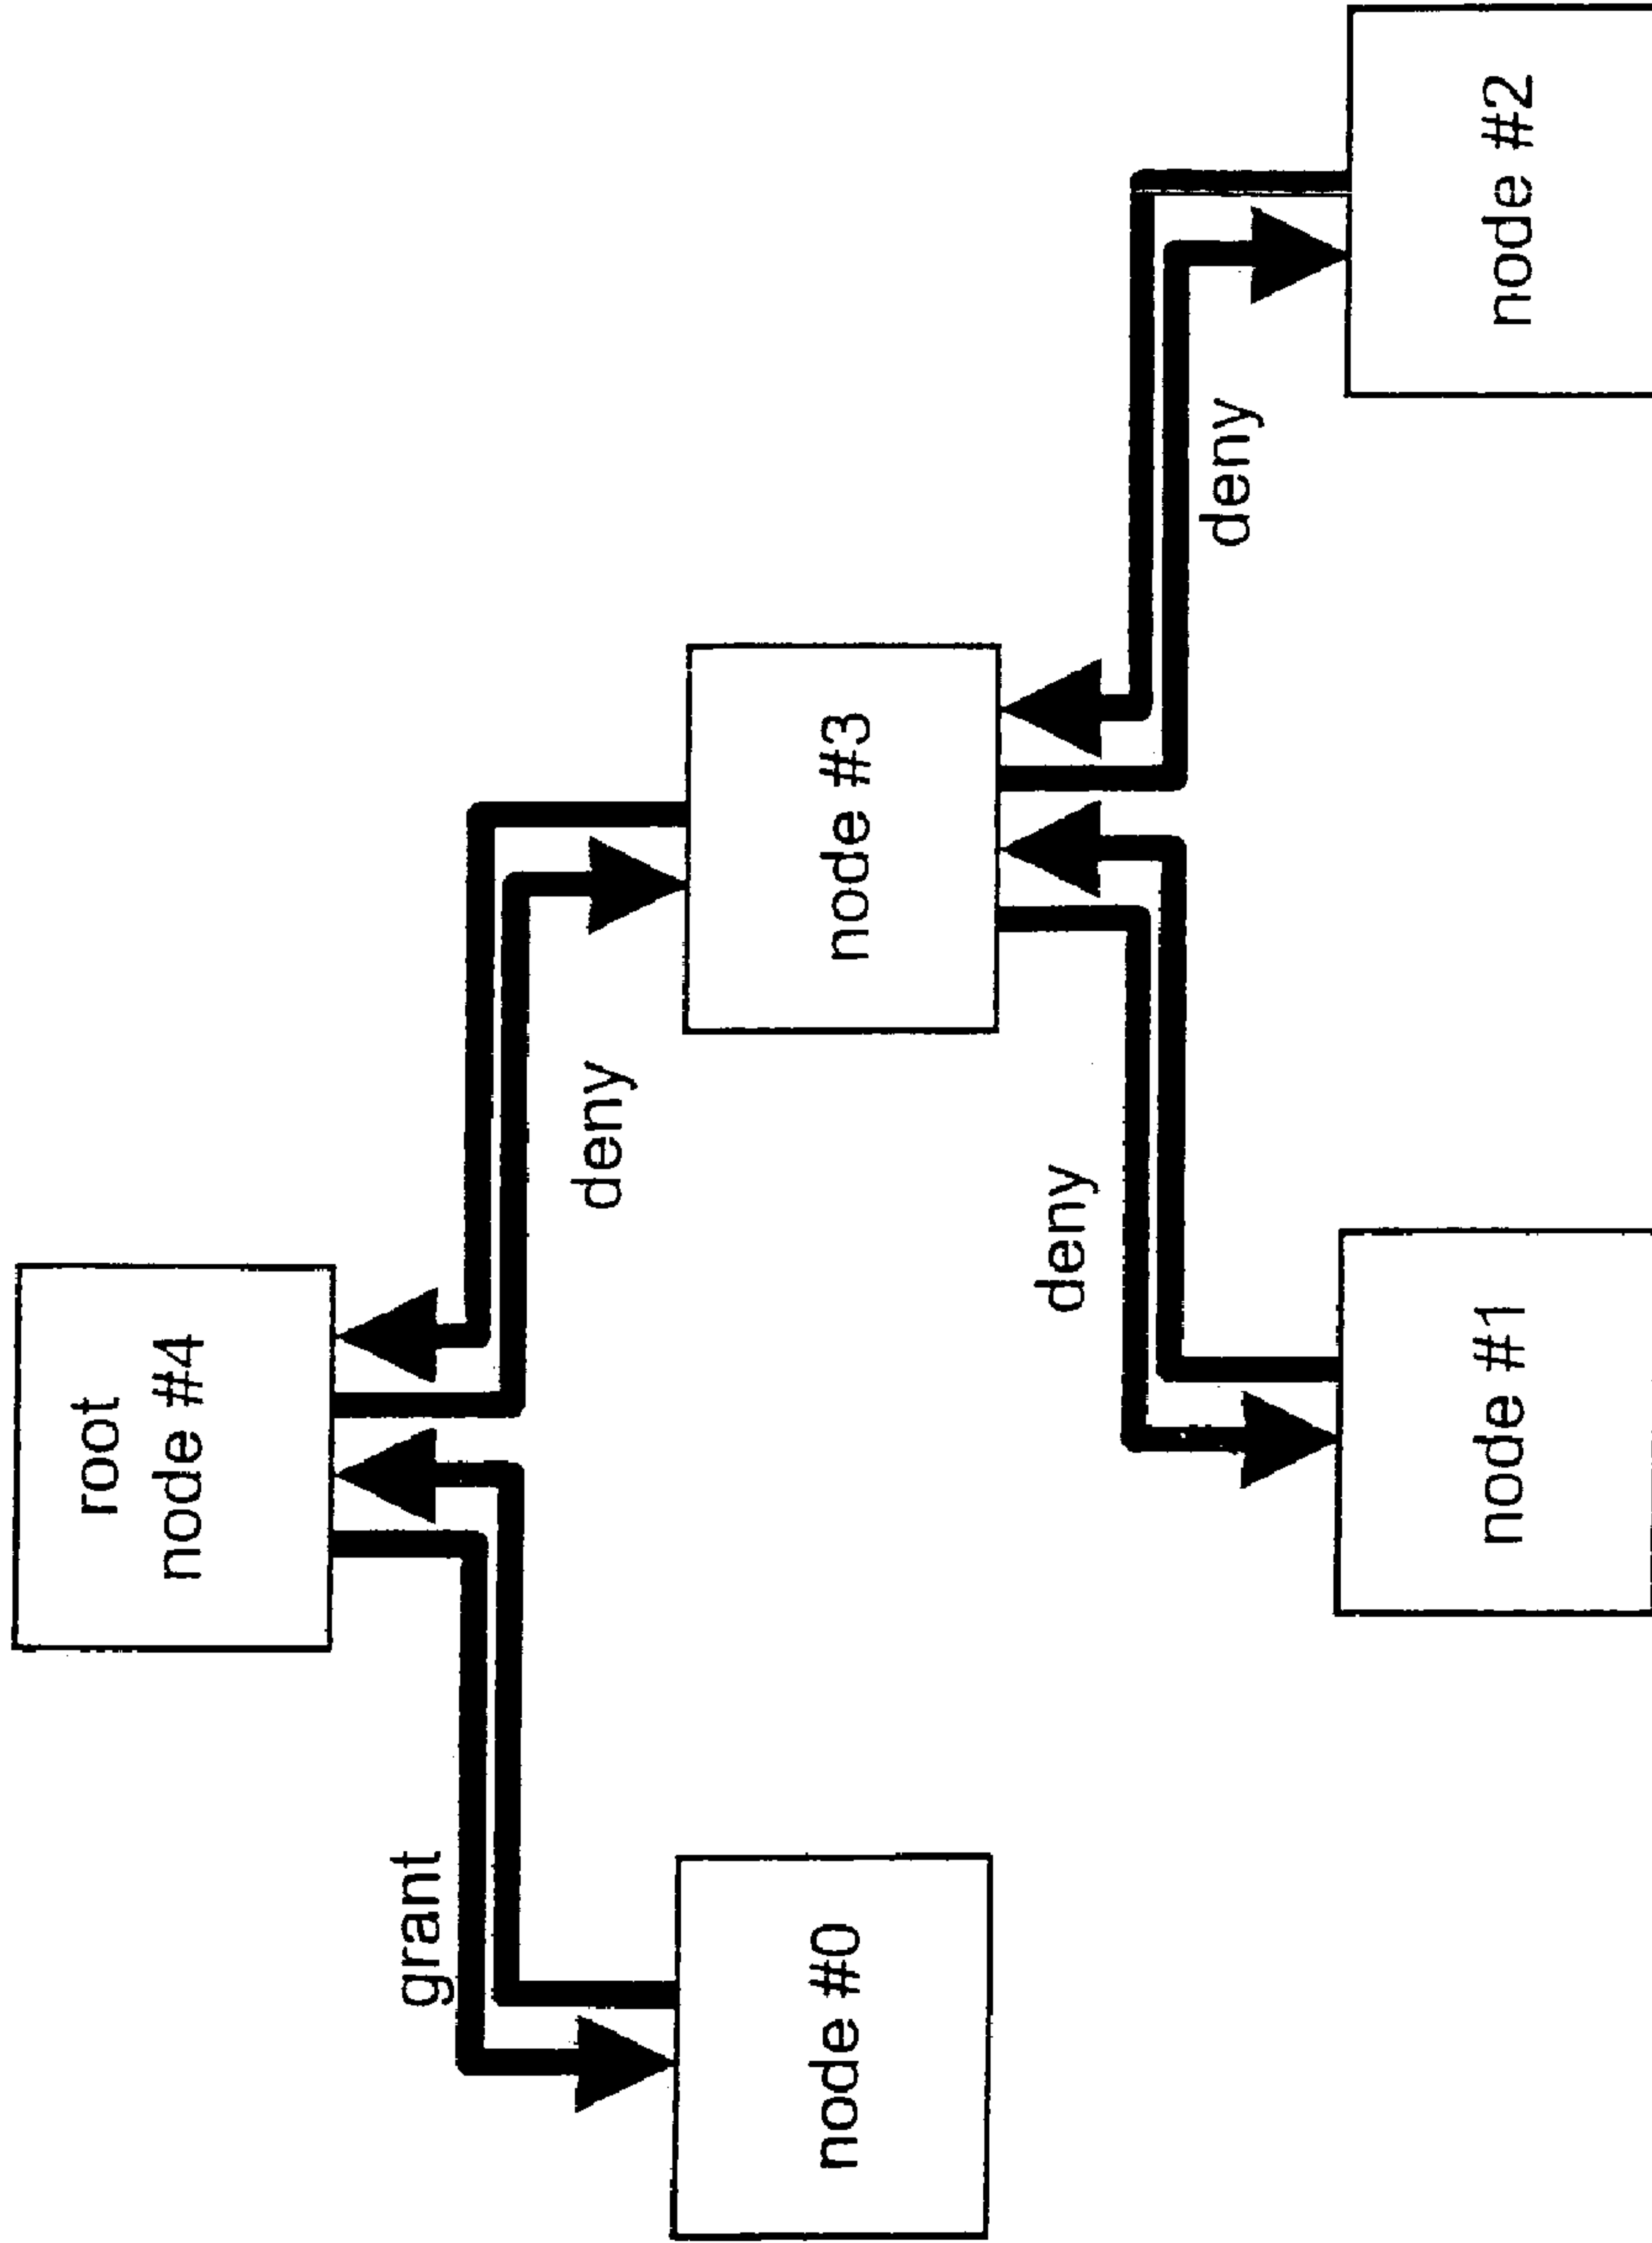 root
node #4
grant
deny
node #0
node #3
deny
deny
node #1
node #2